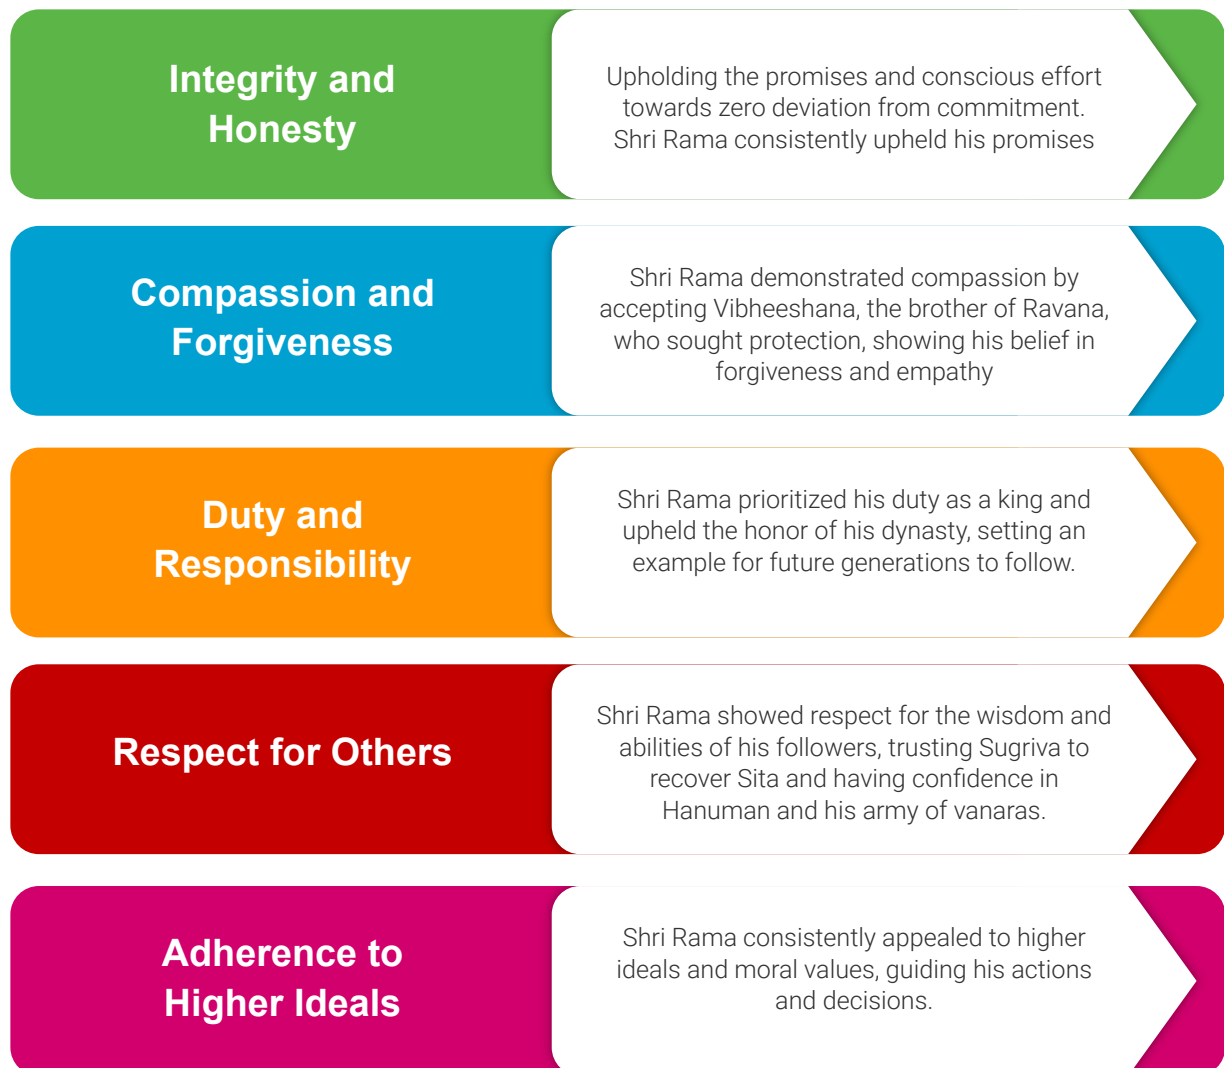 Integrity and
Honesty
Upholding the promises and conscious effort
towards zero deviation from commitment.
Shri Rama consistently upheld his promises
Compassion and
Forgiveness
Shri Rama demonstrated compassion by
accepting Vibheeshana, the brother of Ravana,
who sought protection, showing his belief in
forgiveness and empathy
Duty and
Responsibility
Shri Rama prioritized his duty as a king and
upheld the honor of his dynasty, setting an
example for future generations to follow.
Respect for Others
Shri Rama showed respect for the wisdom and
abilities of his followers, trusting Sugriva to
recover Sita and having confidence in
Hanuman and his army of vanaras.
Adherence to
Higher Ideals
Shri Rama consistently appealed to higher
ideals and moral values, guiding his actions
and decisions.